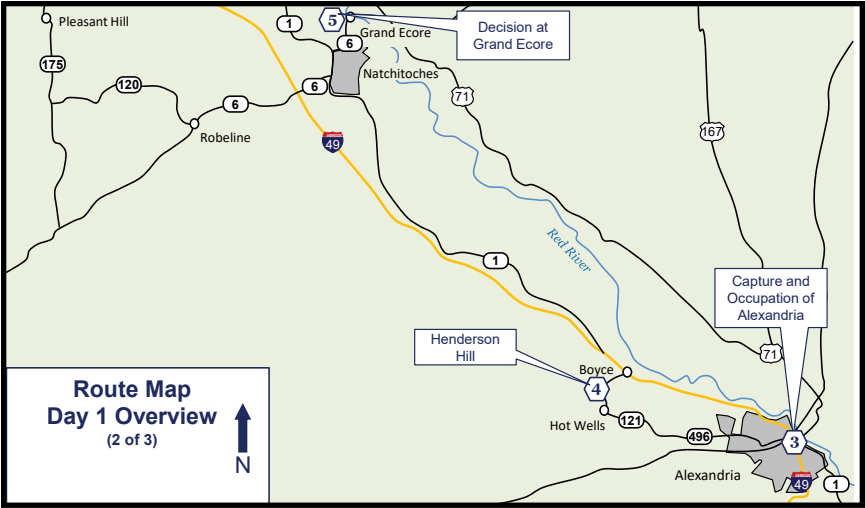 Pleasant Hill
175
120
6
Robeline
1
5
6
Grand Ecore
Decision at
Grand Ecore
Natchitoches
6
71
49
167
Red River
1
Capture and
Occupation of
Alexandria
Henderson
Hill
71
Boyce
4
Hot Wells
121
496
3
Alexandria
49
1
Route Map
Day 1 Overview
(2 of 3)
N